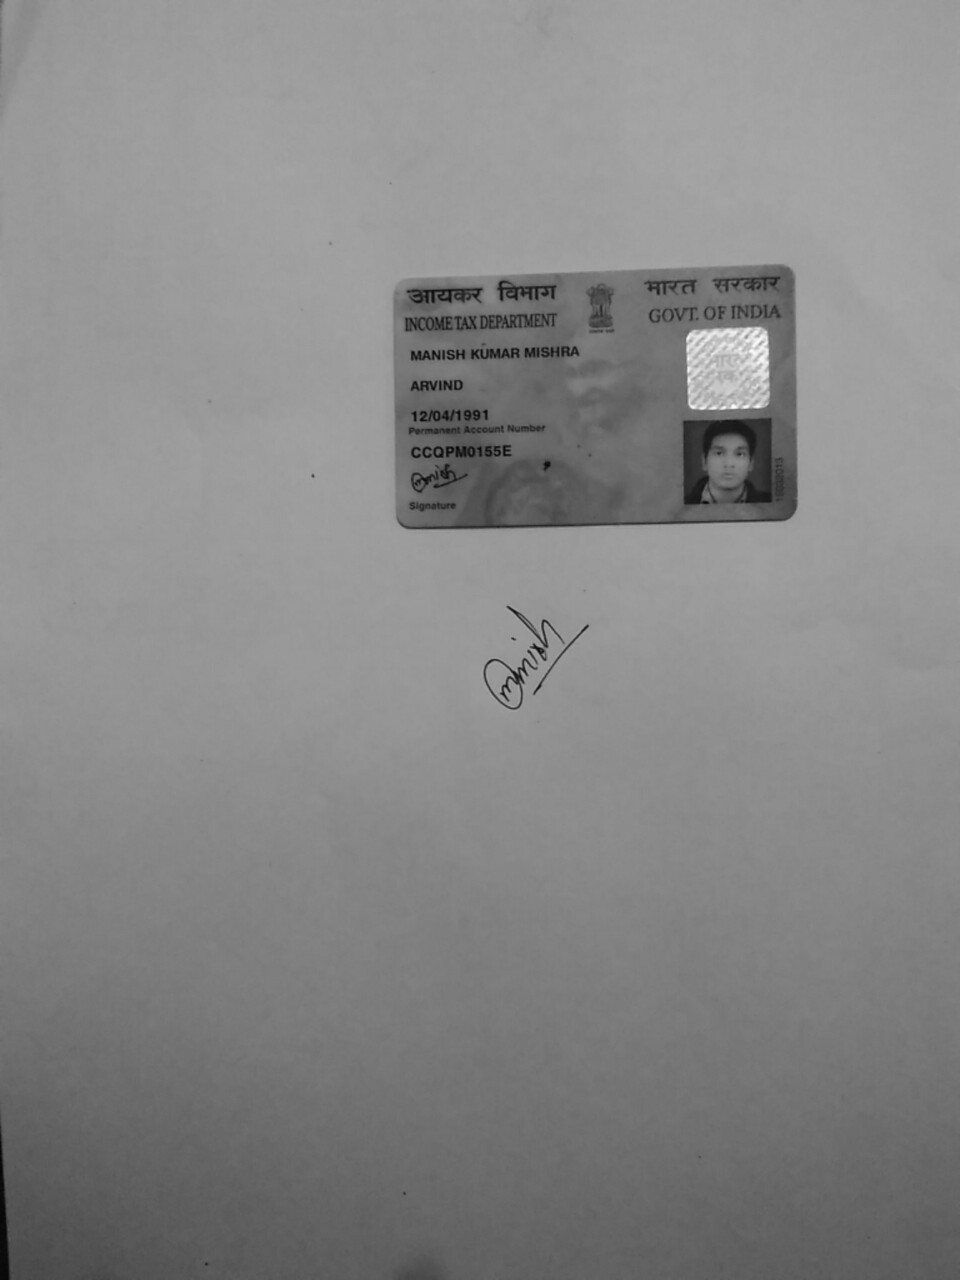 आयकर विभाग
INCOME TAX DEPARTMENT
भारत सरकार
GOVT. OF INDIA
MANISH KUMAR MISHRA
ARVIND
12/04/1991
Permanent Account Number
CCQPM0155E
Manish
Signature
Manish